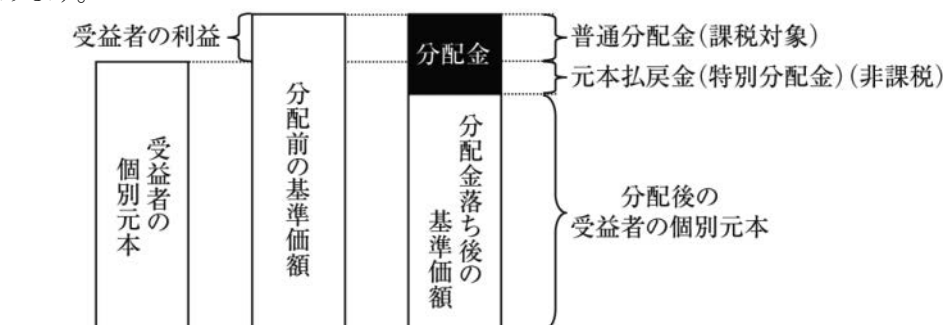 受益者の利益
分配金
普通分配金(課税対象)
元本払戻金(特別分配金)(非課税)
受益者の
個別元本
分配前の基準価額
分配金落ち後の
基準価額
分配後の
受益者の個別元本